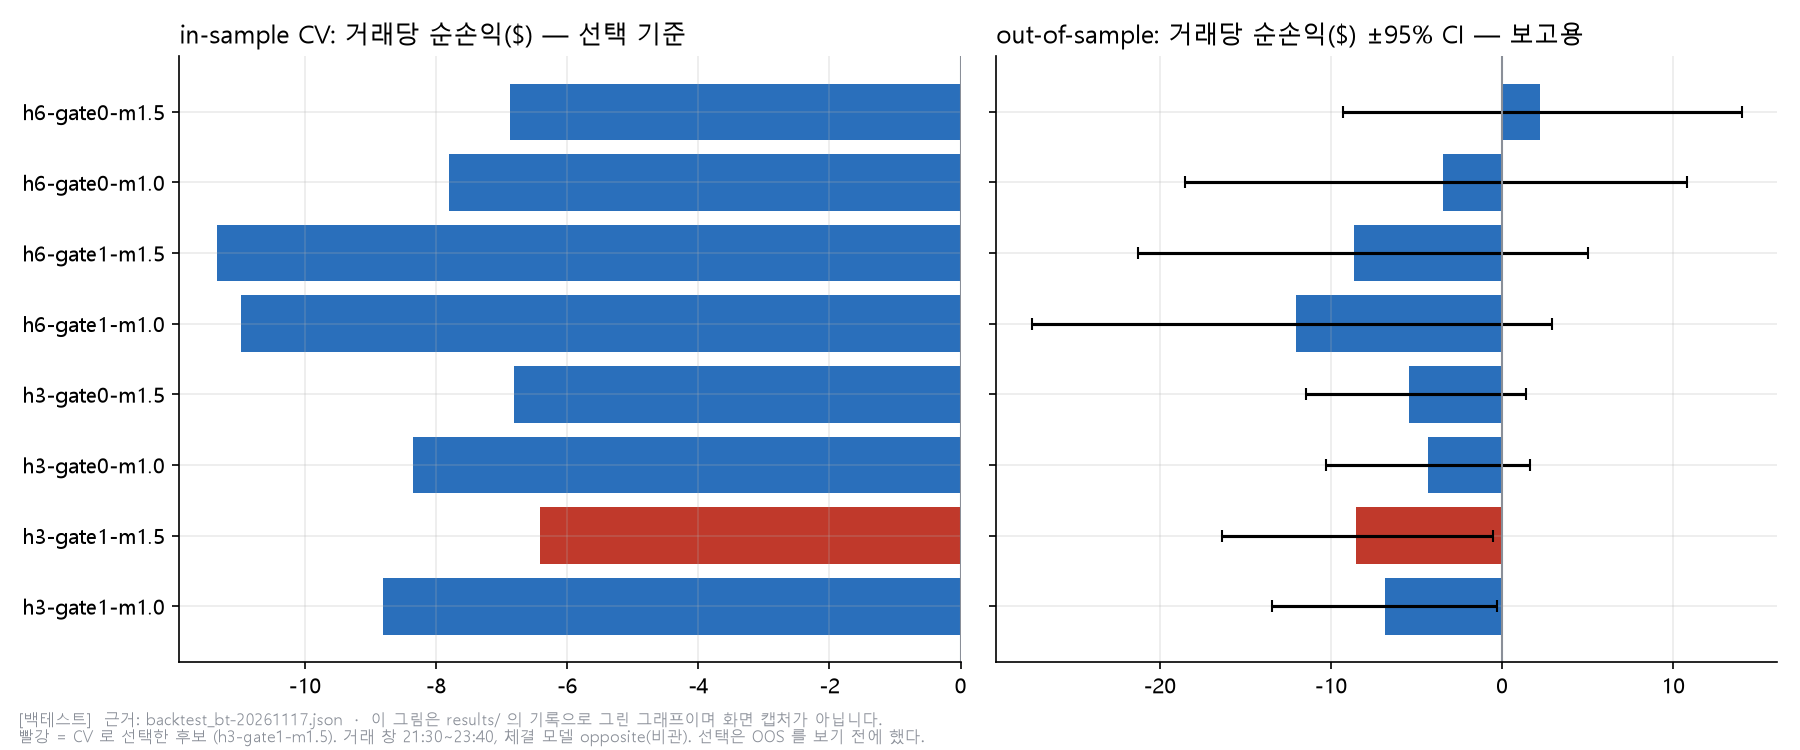 in-sample CV: 거래당 순손익($) — 선택 기준
out-of-sample: 거래당 순손익($) ±95% CI — 보고용
h6-gate0-m1.5
h6-gate0-m1.0
h6-gate1-m1.5
h6-gate1-m1.0
h3-gate0-m1.5
h3-gate0-m1.0
h3-gate1-m1.5
h3-gate1-m1.0
-10 -8 -6 -4 -2 0
-20 -10 0 10
[백테스트] 근거: backtest_bt-20261117.json · 이 그림은 results/ 의 기록으로 그린 그래프이며 화면 캡처가 아닙니다.
빨강 = CV 로 선택한 후보 (h3-gate1-m1.5). 거래 창 21:30~23:40, 체결 모델 opposite(비관). 선택은 OOS 를 보기 전에 했다.